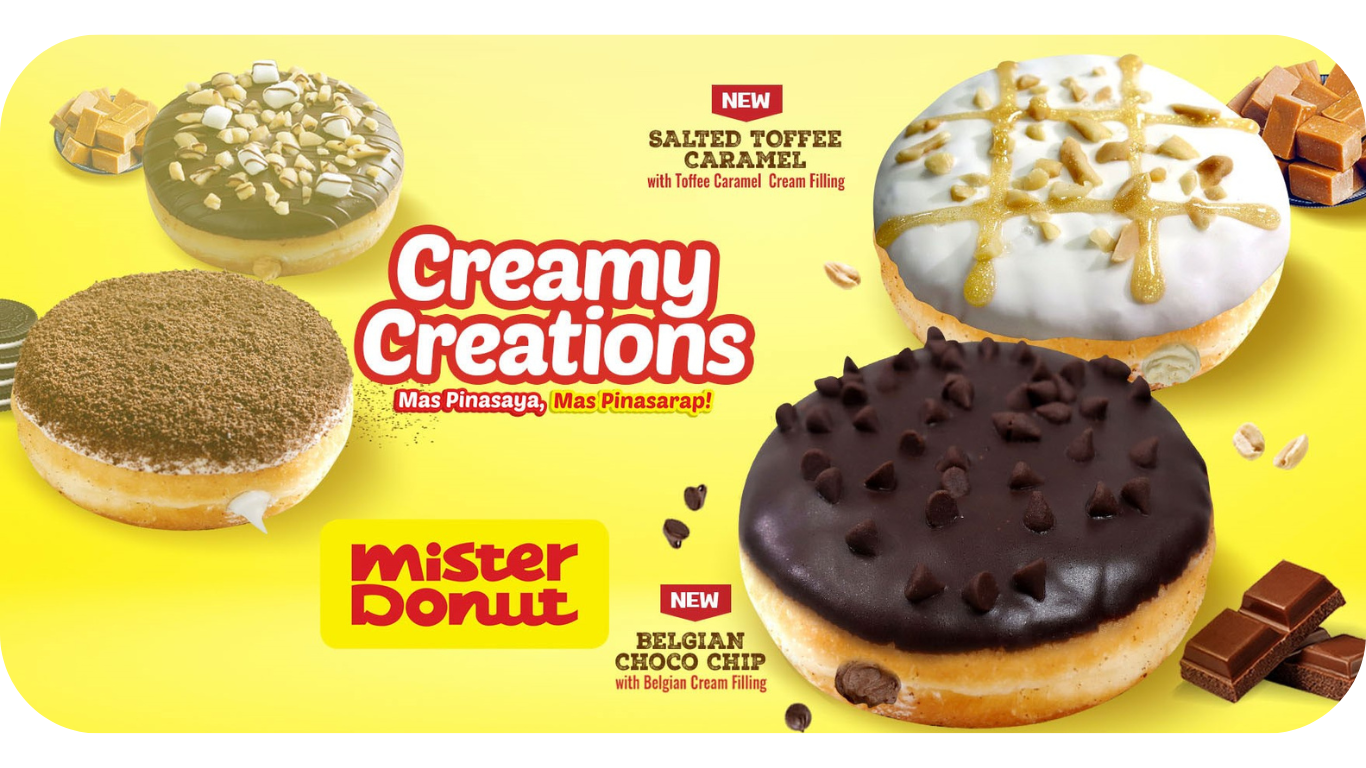 NEW
SALTED TOFFEE
CARAMEL
with Toffee Caramel Cream Filling
Creamy
Creations
Mas Pinasaya, Mas Pinasarap!
mister
Donut
NEW
BELGIAN
CHOCO CHIP
with Belgian Cream Filling